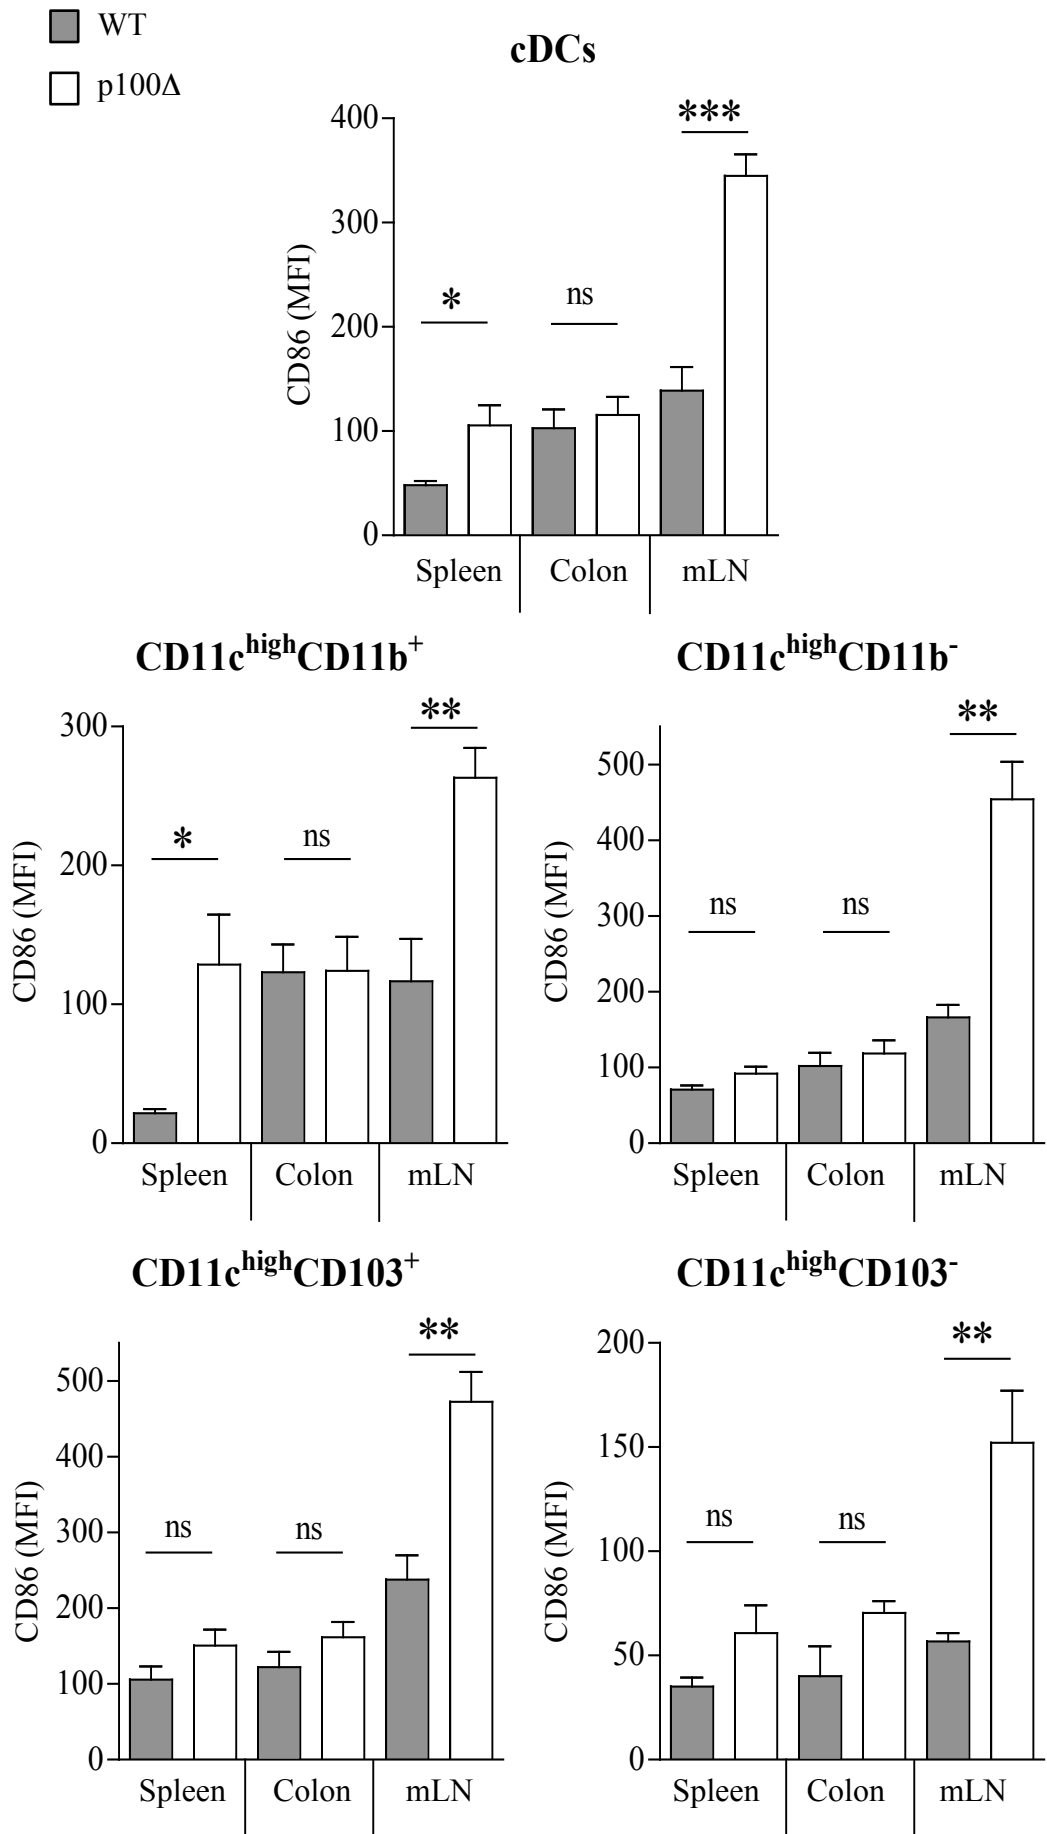 WT
p100Δ
cDCs
CD86 (MFI)
400
300
200
100
0
*
ns
***
Spleen
Colon
mLN
CD11c^high CD11b^+
CD86 (MFI)
300
200
100
0
*
ns
**
Spleen
Colon
mLN
CD11c^high CD11b^-
CD86 (MFI)
500
400
300
200
100
0
ns
ns
**
Spleen
Colon
mLN
CD11c^high CD103^+
CD86 (MFI)
500
400
300
200
100
0
ns
ns
**
Spleen
Colon
mLN
CD11c^high CD103^-
CD86 (MFI)
200
150
100
50
0
ns
ns
**
Spleen
Colon
mLN